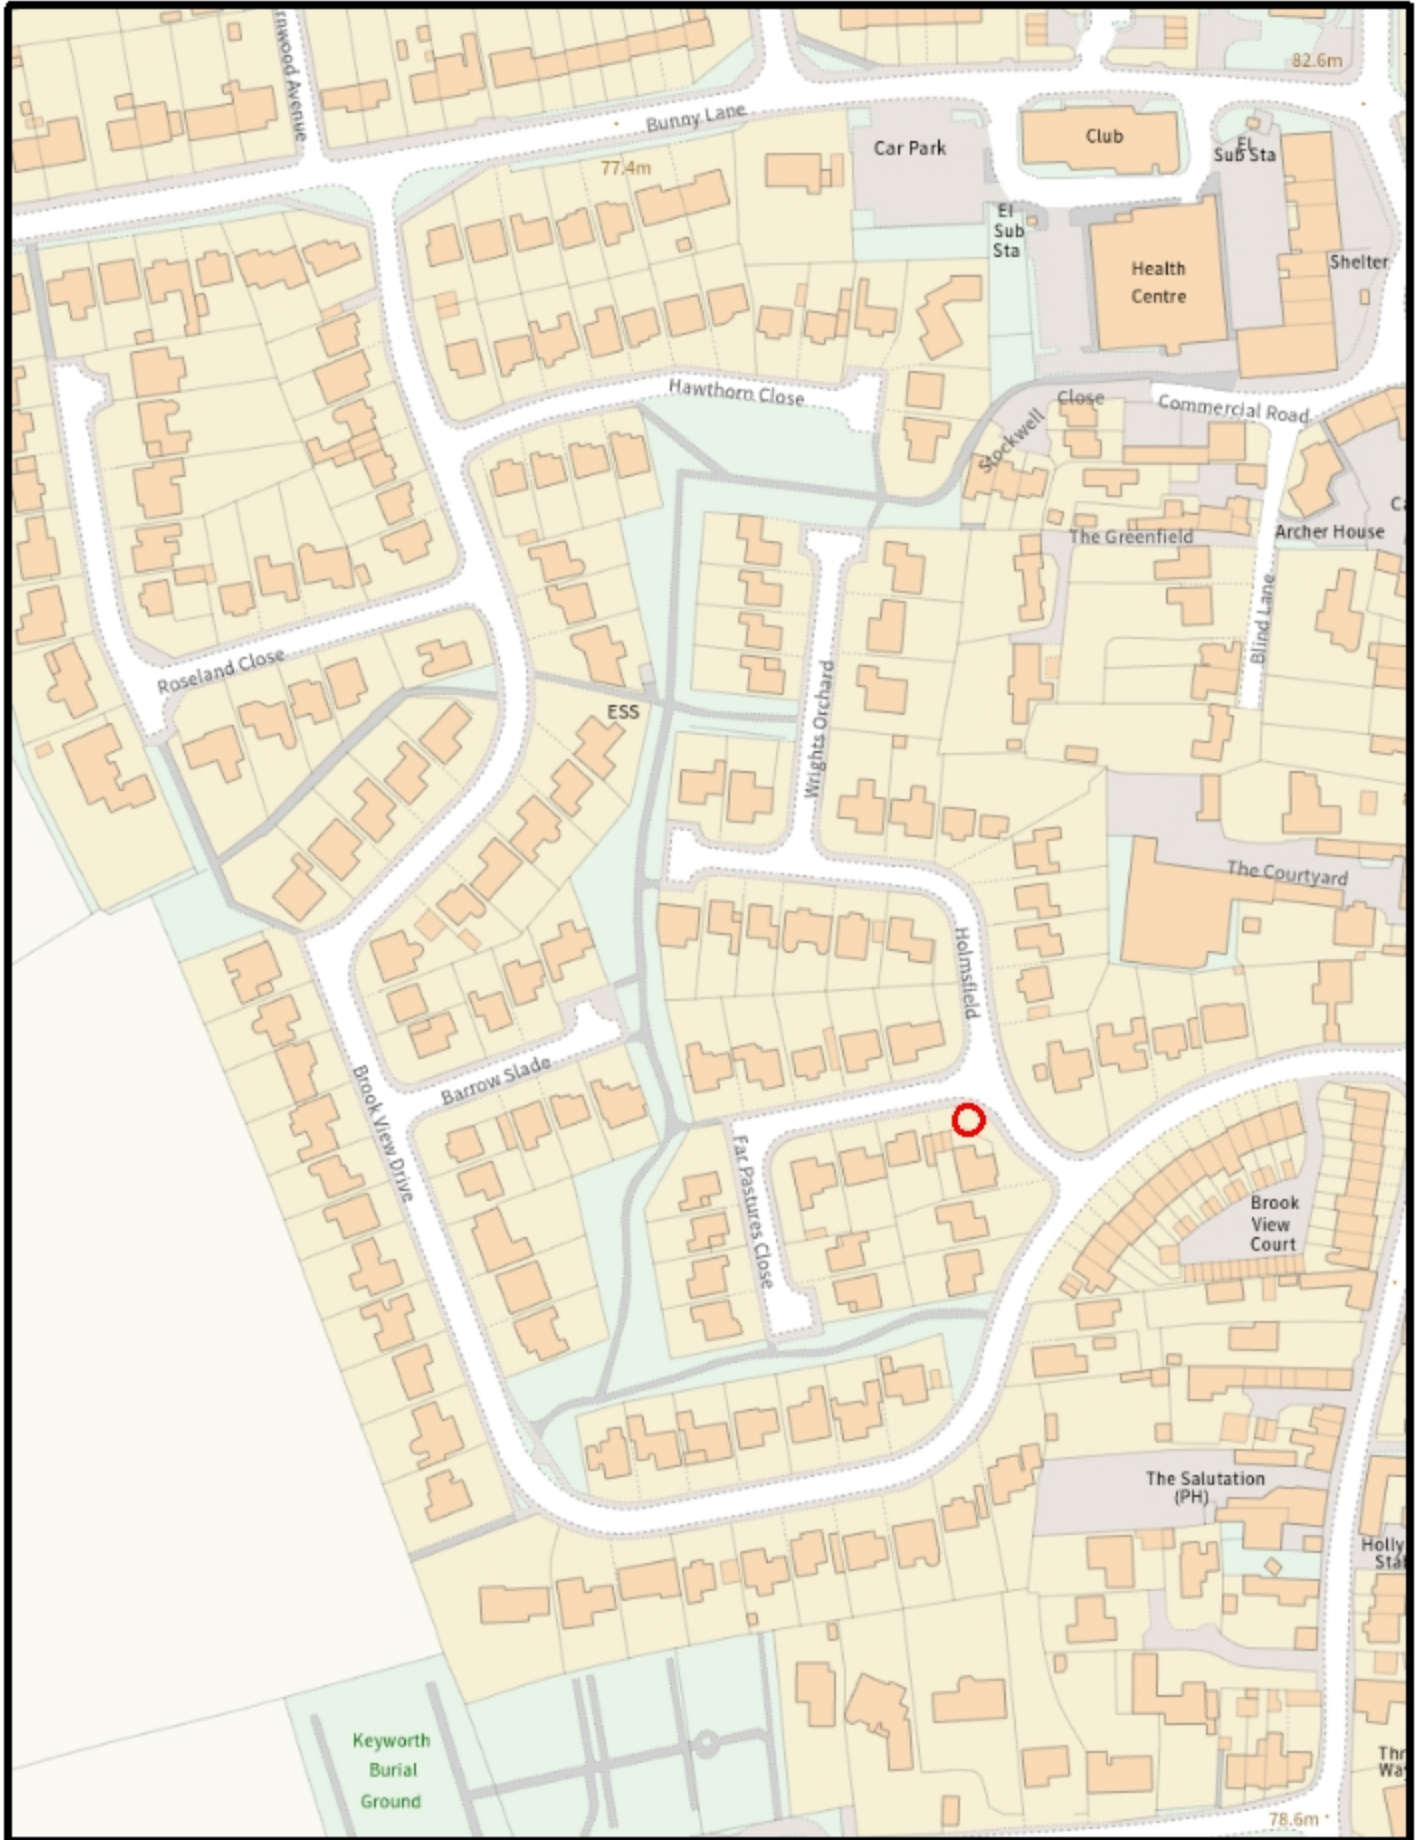 82.6m
Bunny Lane
Club
Car Park
El
Sub Sta
77.4m
El
Sub
Sta
Shelter
Health
Centre
Hawthorn Close
Stockwell Close
Commercial Road
Archer House
The Greenfield
Blind Lane
Roseland Close
ESS
Wrights Orchard
The Courtyard
Holmsfield
Barrow Slade
Brook View Drive
Far Pastures Close
Brook
View
Court
The Salutation
(PH)
Holly
Keyworth
Burial
Ground
78.6m